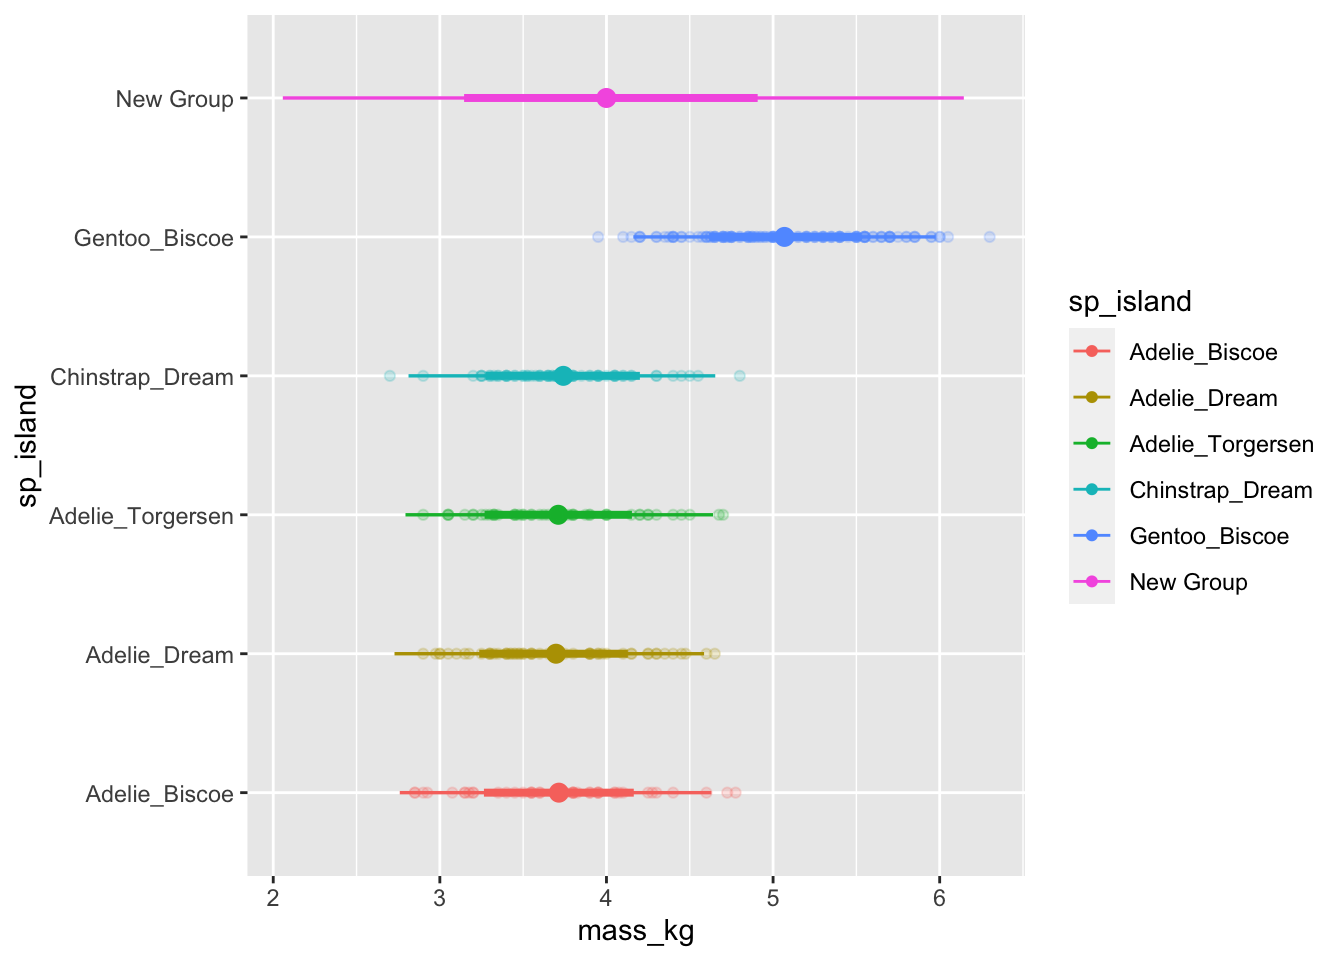 sp_island
New Group
Gentoo_Biscoe
Chinstrap_Dream
Adelie_Torgersen
Adelie_Dream
Adelie_Biscoe
2 3 4 5 6
mass_kg
sp_island
Adelie_Biscoe
Adelie_Dream
Adelie_Torgersen
Chinstrap_Dream
Gentoo_Biscoe
New Group